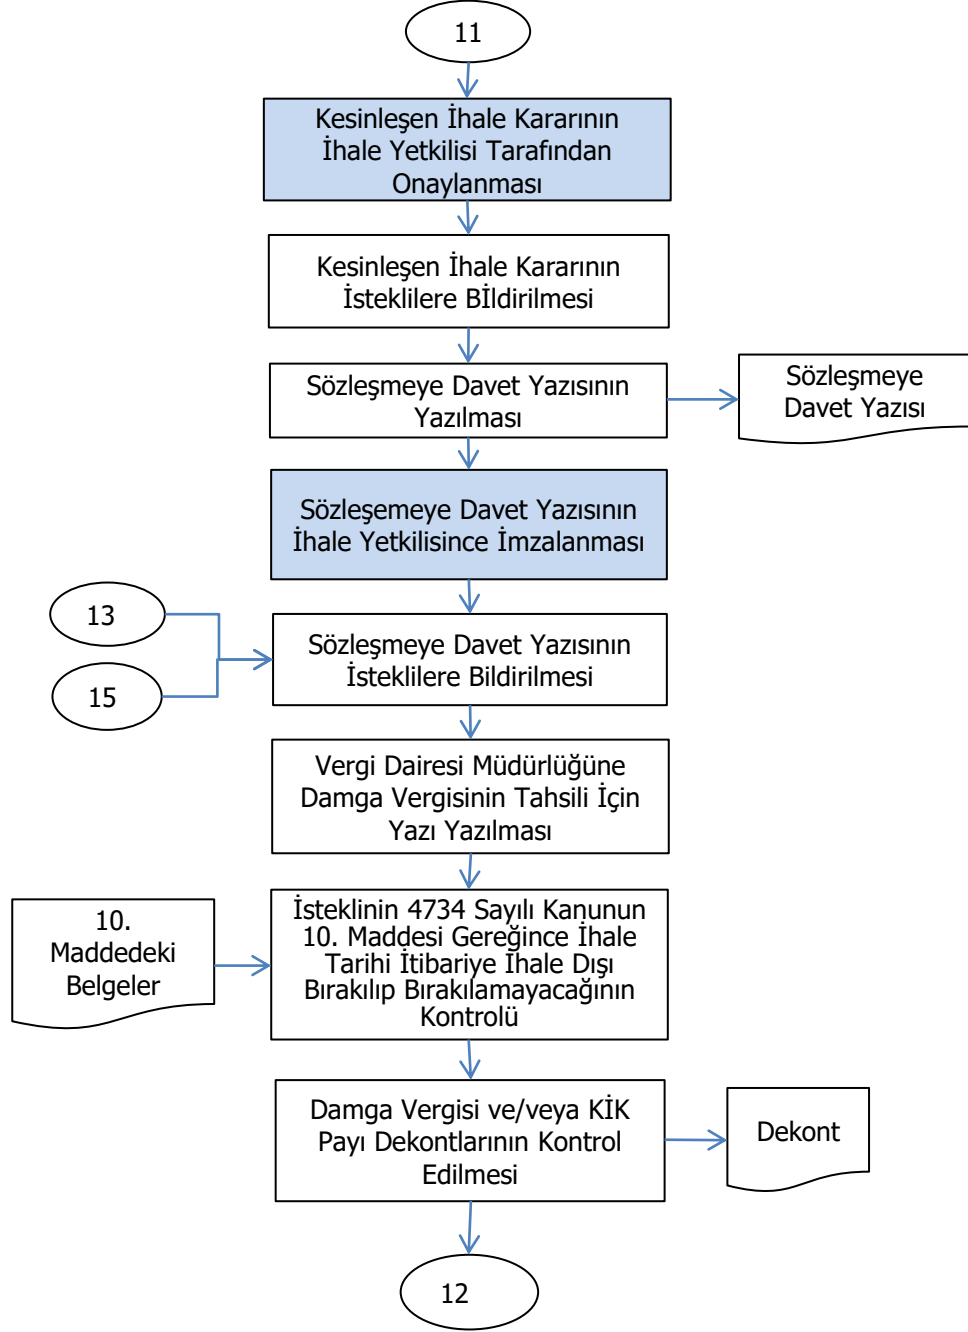 11
Kesinleşen İhale Kararının
İhale Yetkilisi Tarafından
Onaylanması
Kesinleşen İhale Kararının
İsteklilere Bİldirilmesi
Sözleşmeye Davet Yazısının
Yazılması
Sözleşmeye
Davet Yazısı
Sözleşemeye Davet Yazısının
İhale Yetkilisince İmzalanması
13
15
Sözleşmeye Davet Yazısının
İsteklilere Bildirilmesi
Vergi Dairesi Müdürlüğüne
Damga Vergisinin Tahsili İçin
Yazı Yazılması
10.
Maddedeki
Belgeler
İsteklinin 4734 Sayılı Kanunun
10. Maddesi Gereğince İhale
Tarihi İtibariye İhale Dışı
Bırakılıp Bırakılamayacağının
Kontrolü
Damga Vergisi ve/veya KİK
Payı Dekontlarının Kontrol
Edilmesi
Dekont
12